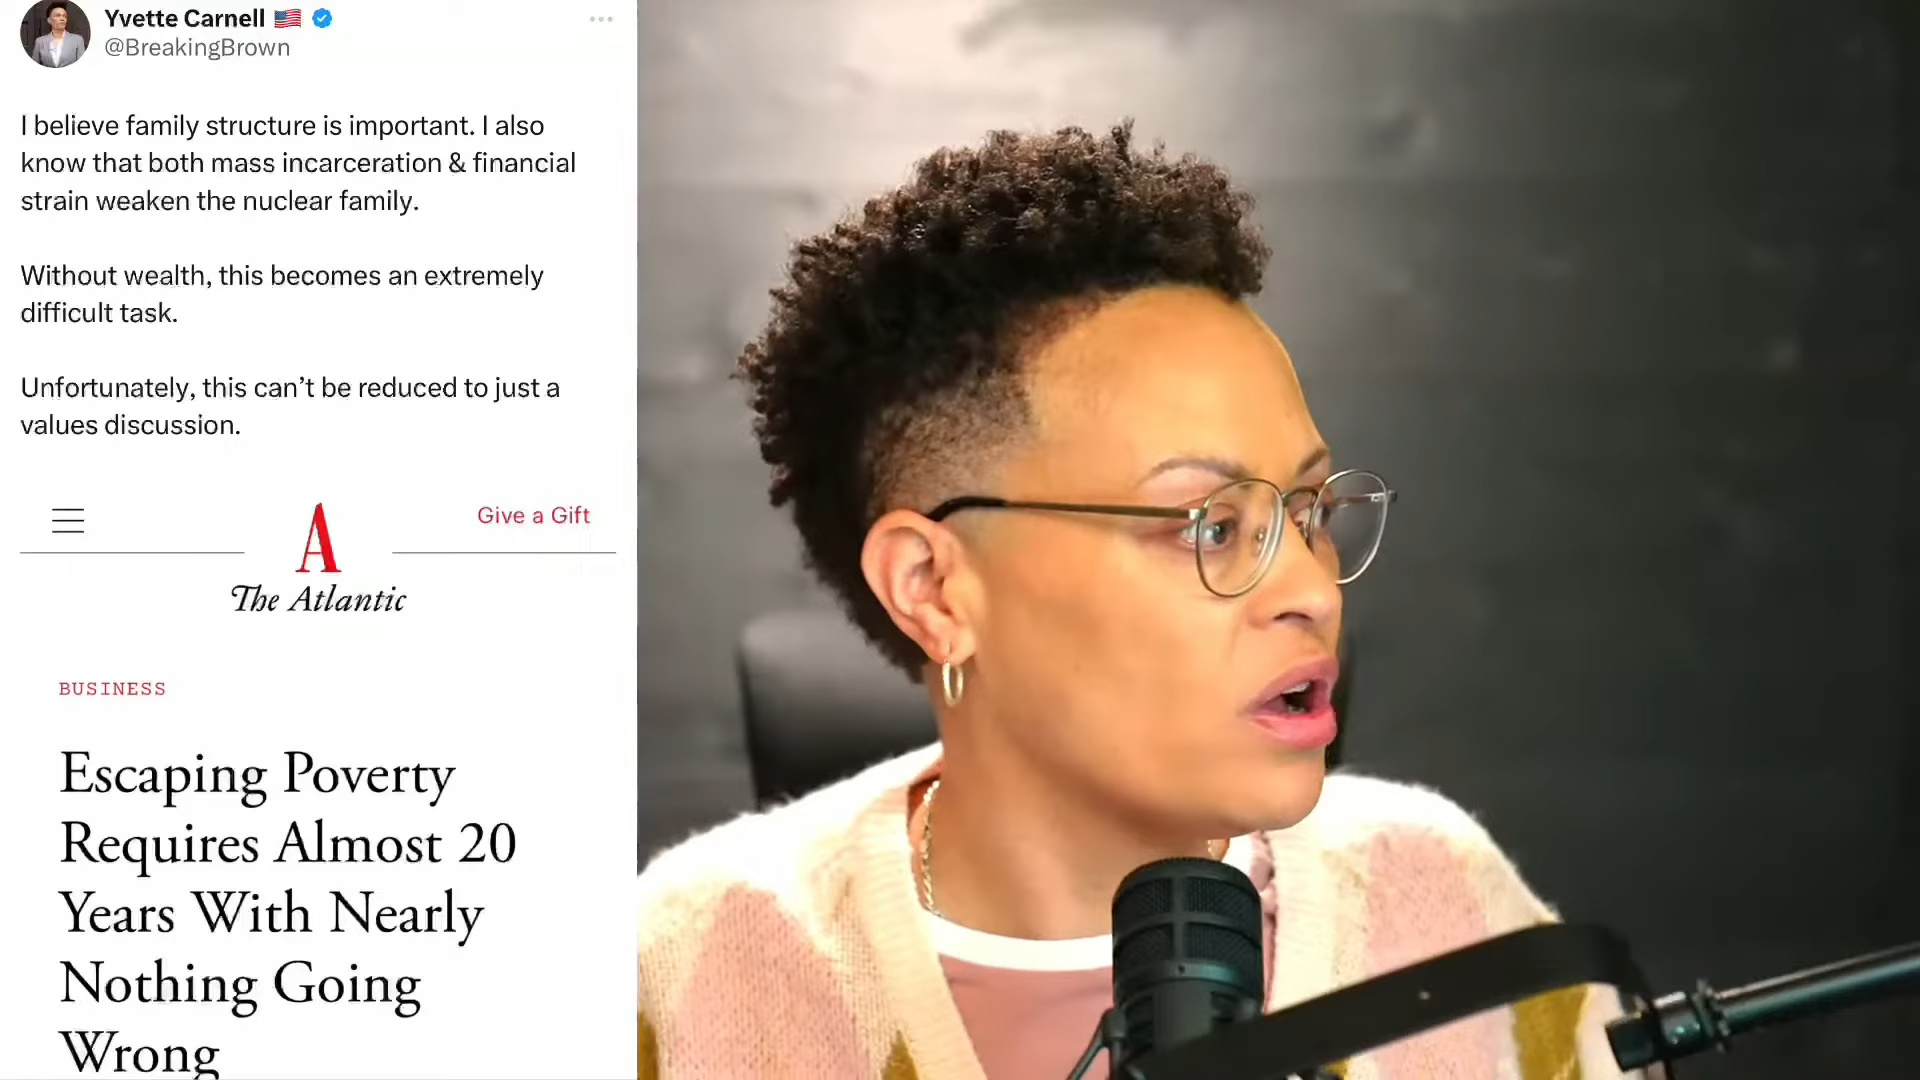 Yvette Carnell 🇺🇸
@BreakingBrown
I believe family structure is important. I also
know that both mass incarceration & financial
strain weaken the nuclear family.
Without wealth, this becomes an extremely
difficult task.
Unfortunately, this can’t be reduced to just a
values discussion.
Give a Gift
A
The Atlantic
BUSINESS
Escaping Poverty
Requires Almost 20
Years With Nearly
Nothing Going
Wrong